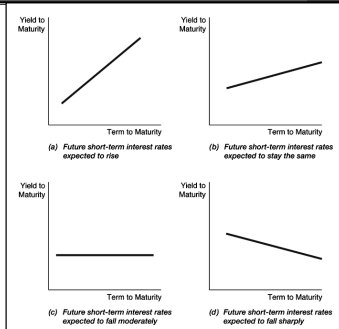 Yield to
Maturity
Term to Maturity
(a) Future short-term interest rates
expected to rise
Yield to
Maturity
Term to Maturity
(b) Future short-term interest rates
expected to stay the same
Yield to
Maturity
Term to Maturity
(c) Future short-term interest rates
expected to fall moderately
Yield to
Maturity
Term to Maturity
(d) Future short-term interest rates
expected to fall sharply